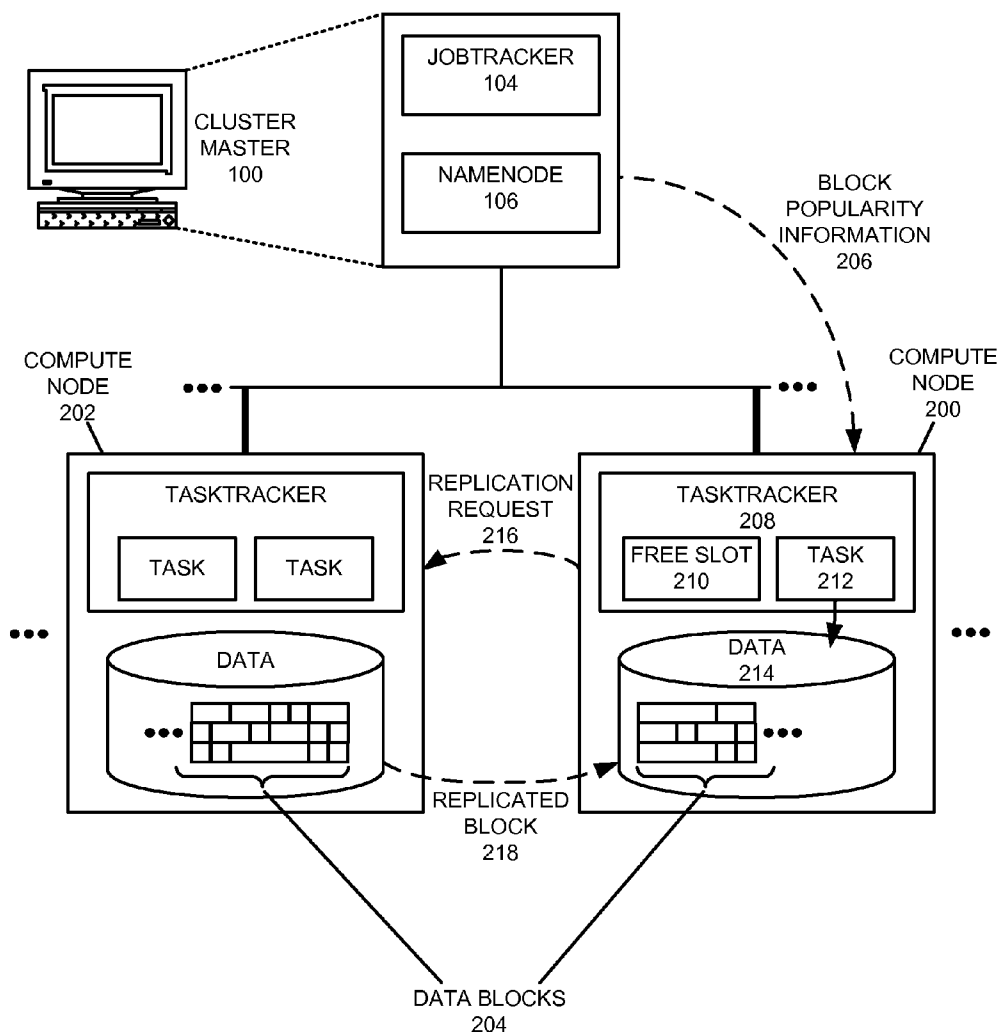 JOBTRACKER
104
CLUSTER
MASTER
100
NAMENODE
106
BLOCK
POPULARITY
INFORMATION
206
COMPUTE
NODE
202
COMPUTE
NODE
200
TASKTRACKER
TASK
TASK
REPLICATION
REQUEST
216
TASKTRACKER
208
FREE SLOT
210
TASK
212
DATA
DATA
214
REPLICATED
BLOCK
218
DATA BLOCKS
204